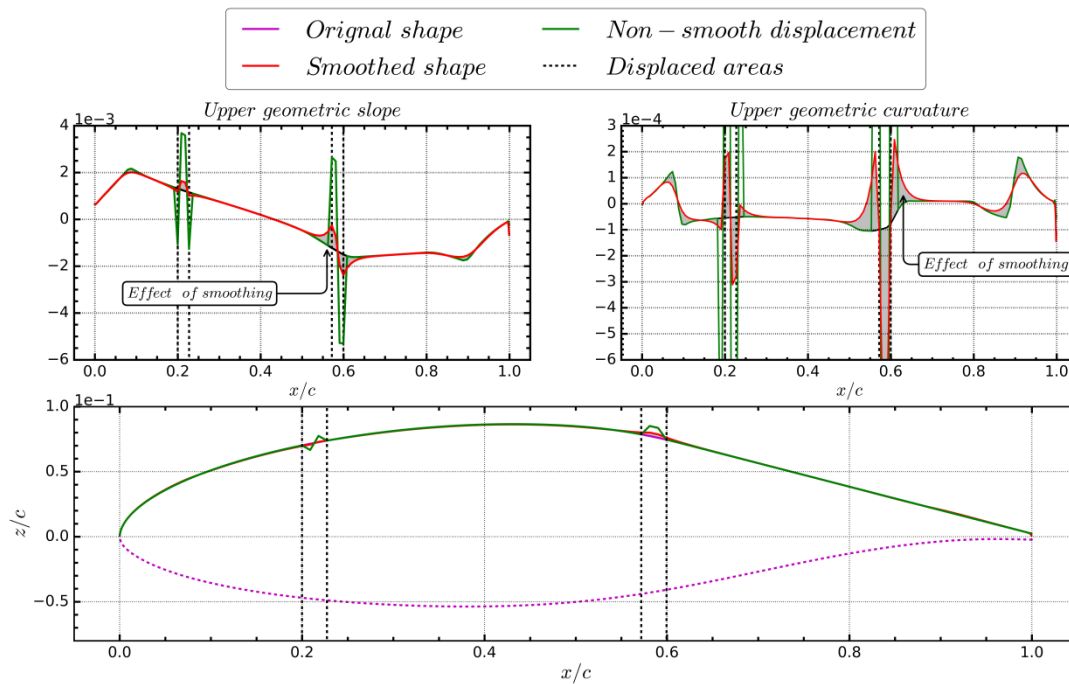 Orignal shape
Non − smooth displacement
Smoothed shape
Displaced areas
Upper geometric slope
Upper geometric curvature
1e−3
4
2
0
−2
−4
−6
Effect of smoothing
0.0 0.2 0.4 0.6 0.8 1.0
x/c
1e−4
3
2
1
0
−1
−2
−3
−4
−5
−6
Effect of smoothing
0.0 0.2 0.4 0.6 0.8 1.0
x/c
1e−1
1.0
0.5
0.0
−0.5
z/c
0.0 0.2 0.4 0.6 0.8 1.0
x/c